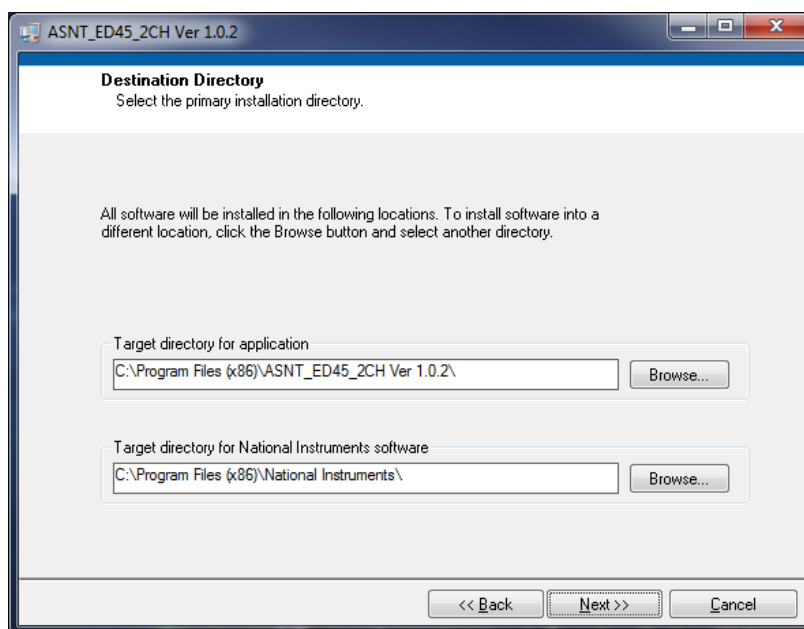 ASNT_ED45_2CH Ver 1.0.2
Destination Directory
Select the primary installation directory.
All software will be installed in the following locations. To install software into a
different location, click the Browse button and select another directory.
Target directory for application
C:\Program Files (x86)\ASNT_ED45_2CH Ver 1.0.2\
Browse...
Target directory for National Instruments software
C:\Program Files (x86)\National Instruments\
Browse...
<< Back
Next >>
Cancel